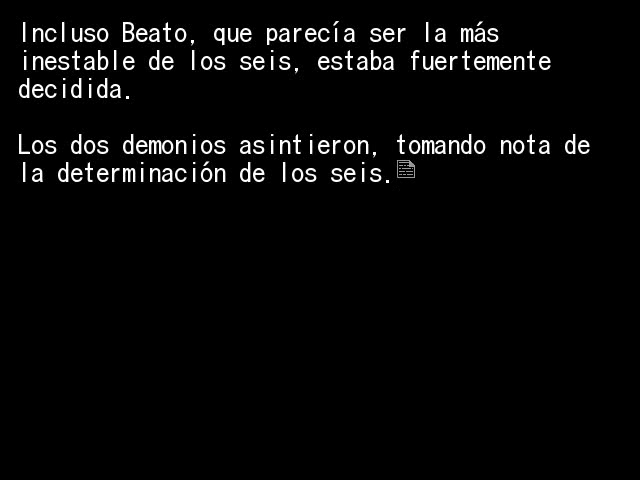 Incluso Beato, que parecía ser la más
inestable de los seis, estaba fuertemente
decidida.
Los dos demonios asintieron, tomando nota de
la determinación de los seis.